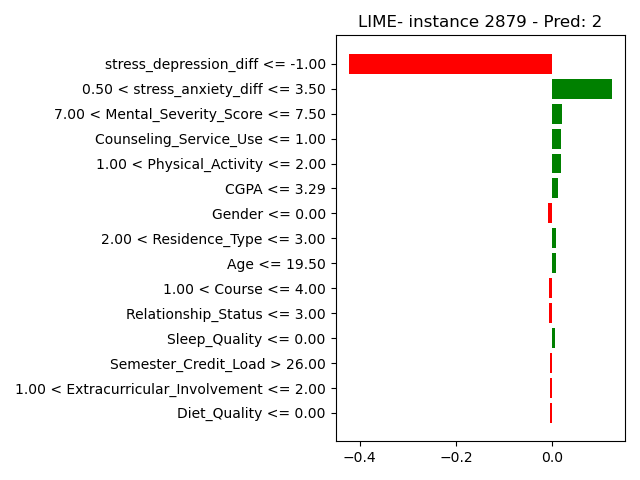 LIME- instance 2879 - Pred: 2
stress_depression_diff <= -1.00
0.50 < stress_anxiety_diff <= 3.50
7.00 < Mental_Severity_Score <= 7.50
Counseling_Service_Use <= 1.00
1.00 < Physical_Activity <= 2.00
CGPA <= 3.29
Gender <= 0.00
2.00 < Residence_Type <= 3.00
Age <= 19.50
1.00 < Course <= 4.00
Relationship_Status <= 3.00
Sleep_Quality <= 0.00
Semester_Credit_Load > 26.00
1.00 < Extracurricular_Involvement <= 2.00
Diet_Quality <= 0.00
−0.4 −0.2 0.0